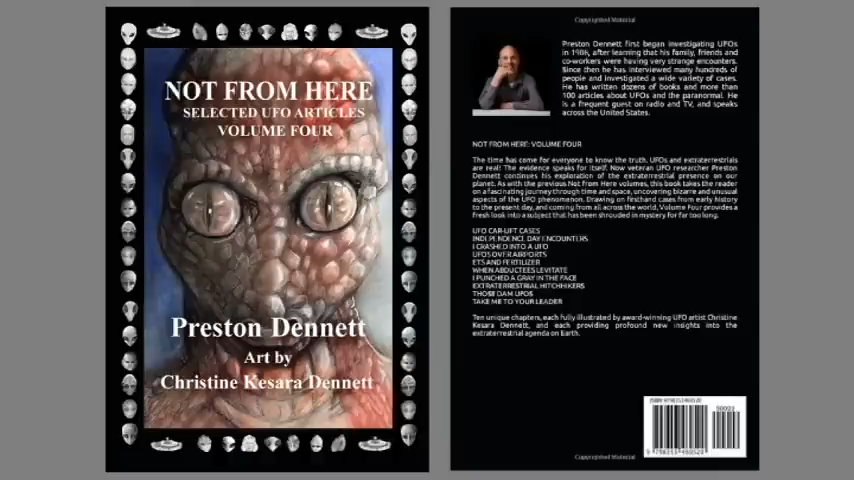 NOT FROM HERE
SELECTED UFO ARTICLES
VOLUME FOUR
Preston Dennett
Art by
Christine Kesara Dennett
Copyrighted Material
Preston Dennett first began investigating UFOs
in 1986, after learning that his family, friends and
co-workers were having very strange encounters.
Since then he has interviewed many hundreds of
people and investigated a wide variety of cases.
He has written dozens of books and more than
100 articles about UFOs and the paranormal. He
is a frequent guest on radio and TV, and speaks
across the United States.
NOT FROM HERE: VOLUME FOUR
The time has come for everyone to know the truth. UFOs and extraterrestrials
are real! The evidence speaks for itself. Now veteran UFO researcher Preston
Dennett continues his exploration of the extraterrestrial presence on our
planet. As with the previous Not from Here volumes, this book takes the reader
on a fascinating journey through time and space, uncovering bizarre and unusual
aspects of the UFO phenomenon. Drawing on firsthand cases from early history
to the present day, and coming from all across the world, Volume Four provides a
fresh look into a subject that has been shrouded in mystery for far too long.
UFO CAR-LIFT CASES
INDEPENDENCE DAY ENCOUNTERS
I CRASHED INTO A UFO
UFOS OVER AIRPORTS
ETS AND FERTILIZER
WHEN ABDUCTEES LEVITATE
I PUNCHED A GRAY IN THE FACE
EXTRATERRESTRIAL HITCHHIKERS
THOSE DAM UFOS
TAKE ME TO YOUR LEADER
Ten unique chapters, each fully illustrated by award-winning UFO artist Christine
Kesara Dennett, and each providing profound new insights into the
extraterrestrial agenda on Earth.
Copyrighted Material